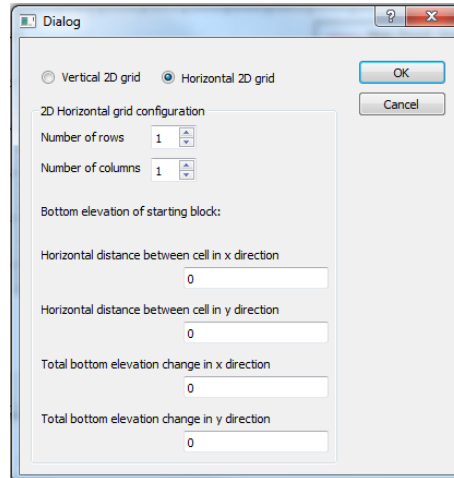 Dialog
?
Vertical 2D grid Horizontal 2D grid
OK
Cancel
2D Horizontal grid configuration
Number of rows 1
Number of columns 1
Bottom elevation of starting block:
Horizontal distance between cell in x direction
0
Horizontal distance between cell in y direction
0
Total bottom elevation change in x direction
0
Total bottom elevation change in y direction
0